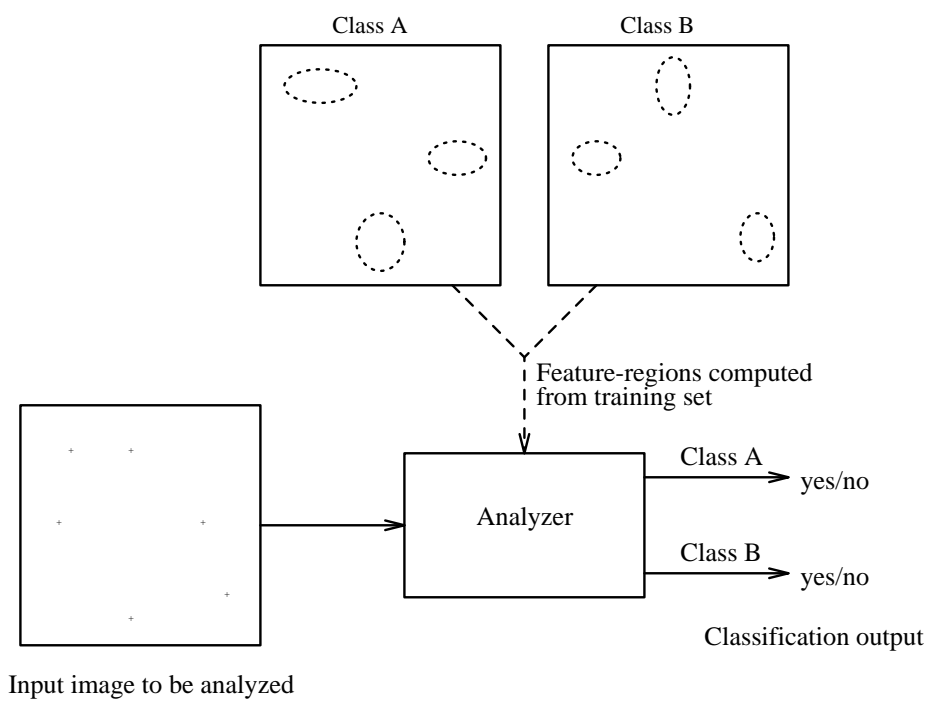 Class A
Class B
Feature-regions computed
from training set
Class A
yes/no
Analyzer
Class B
yes/no
Classification output
Input image to be analyzed